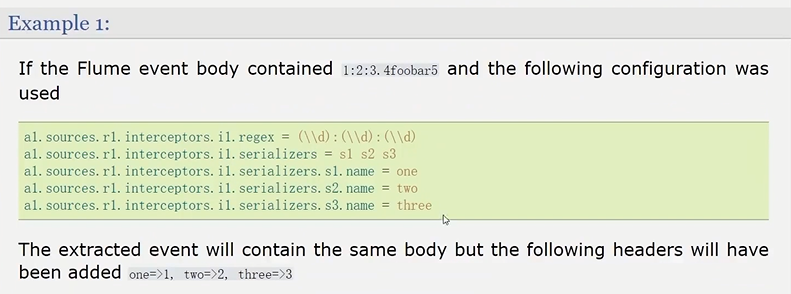 Example 1:
If the Flume event body contained 1:2:3.4foobar5 and the following configuration was
used
a1.sources.r1.interceptors.i1.regex = (\\d):(\\d):(\\d)
a1.sources.r1.interceptors.i1.serializers = s1 s2 s3
a1.sources.r1.interceptors.i1.serializers.s1.name = one
a1.sources.r1.interceptors.i1.serializers.s2.name = two
a1.sources.r1.interceptors.i1.serializers.s3.name = three
The extracted event will contain the same body but the following headers will have
been added one=>1, two=>2, three=>3